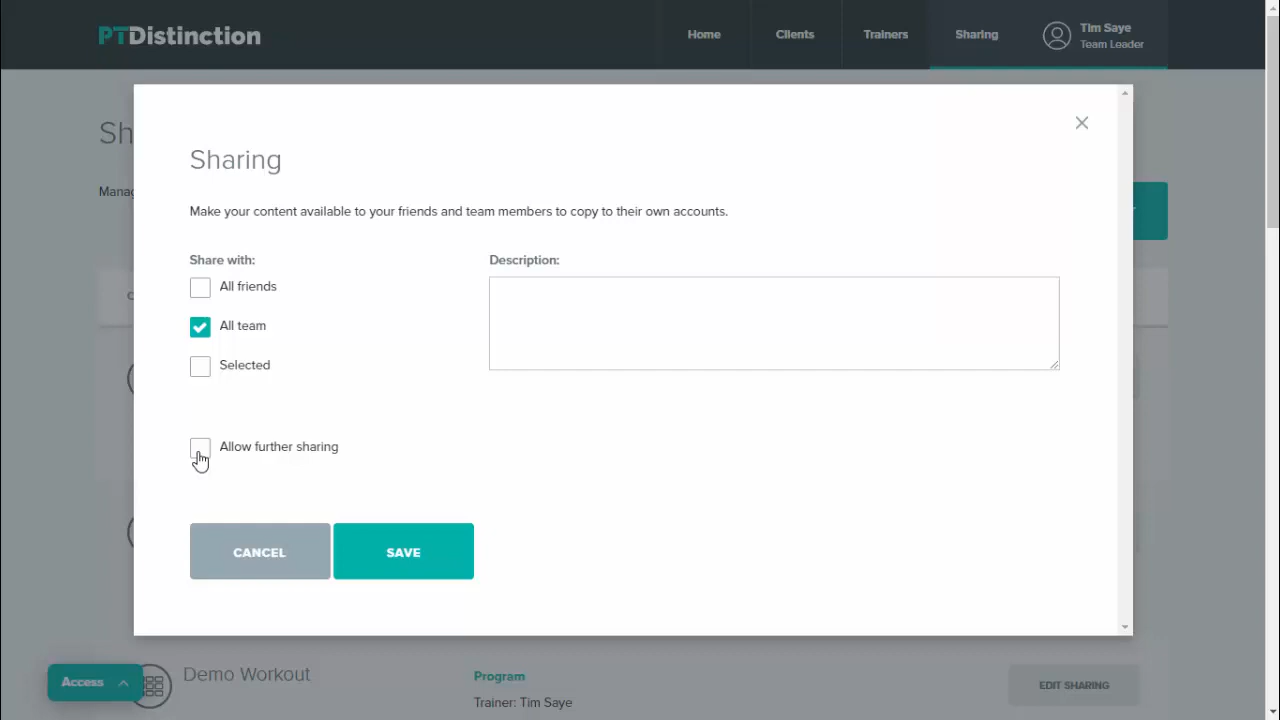 PTDistinction
Home
Clients
Trainers
Sharing
Tim Saye
Team Leader
Sh
Manag
Sharing
Make your content available to your friends and team members to copy to their own accounts.
Share with:
All friends
All team
Selected
Description:
Allow further sharing
CANCEL
SAVE
Access
Demo Workout
Program
Trainer: Tim Saye
EDIT SHARING